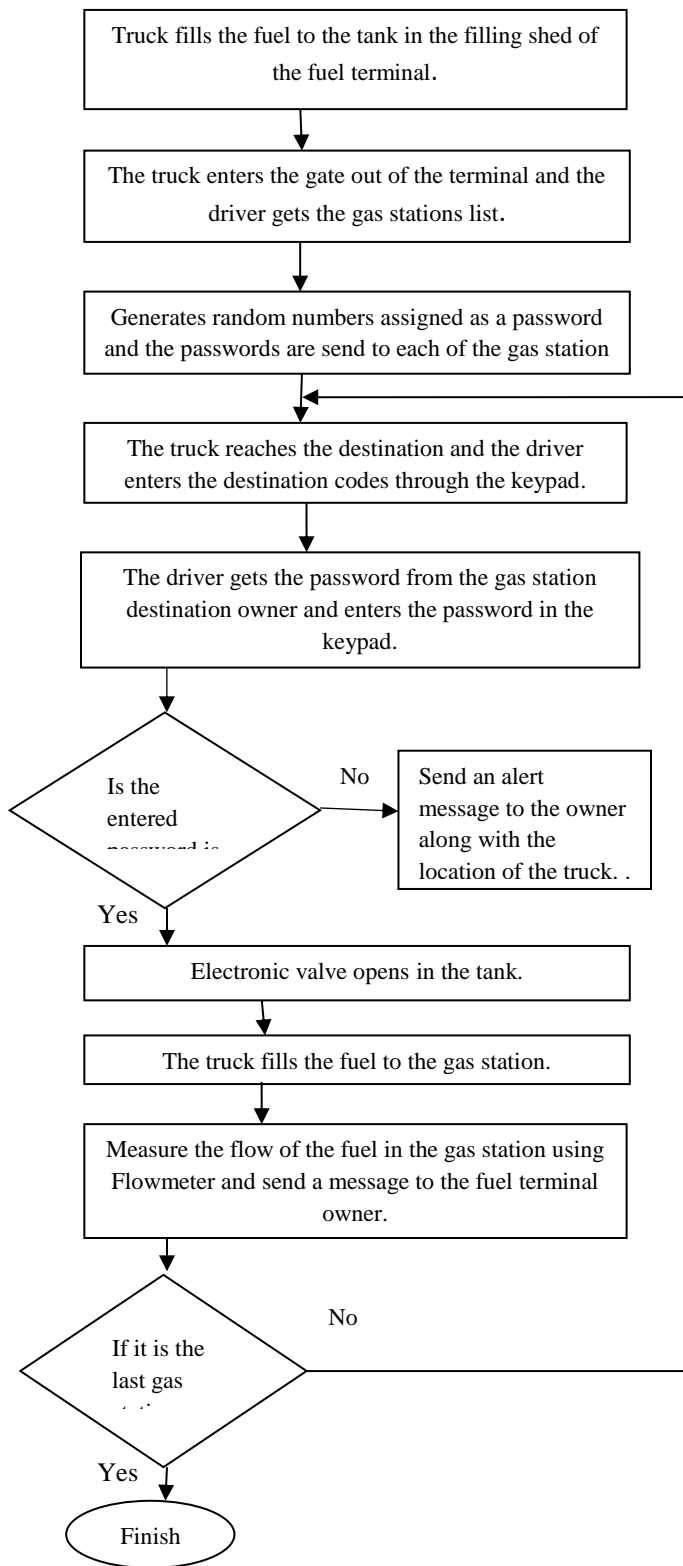 Truck fills the fuel to the tank in the filling shed of
the fuel terminal.
The truck enters the gate out of the terminal and the
driver gets the gas stations list.
Generates random numbers assigned as a password
and the passwords are send to each of the gas station
The truck reaches the destination and the driver
enters the destination codes through the keypad.
The driver gets the password from the gas station
destination owner and enters the password in the
keypad.
Is the
entered
password is
No
Send an alert
message to the owner
along with the
location of the truck. .
Yes
Electronic valve opens in the tank.
The truck fills the fuel to the gas station.
Measure the flow of the fuel in the gas station using
Flowmeter and send a message to the fuel terminal
owner.
If it is the
last gas
No
Yes
Finish